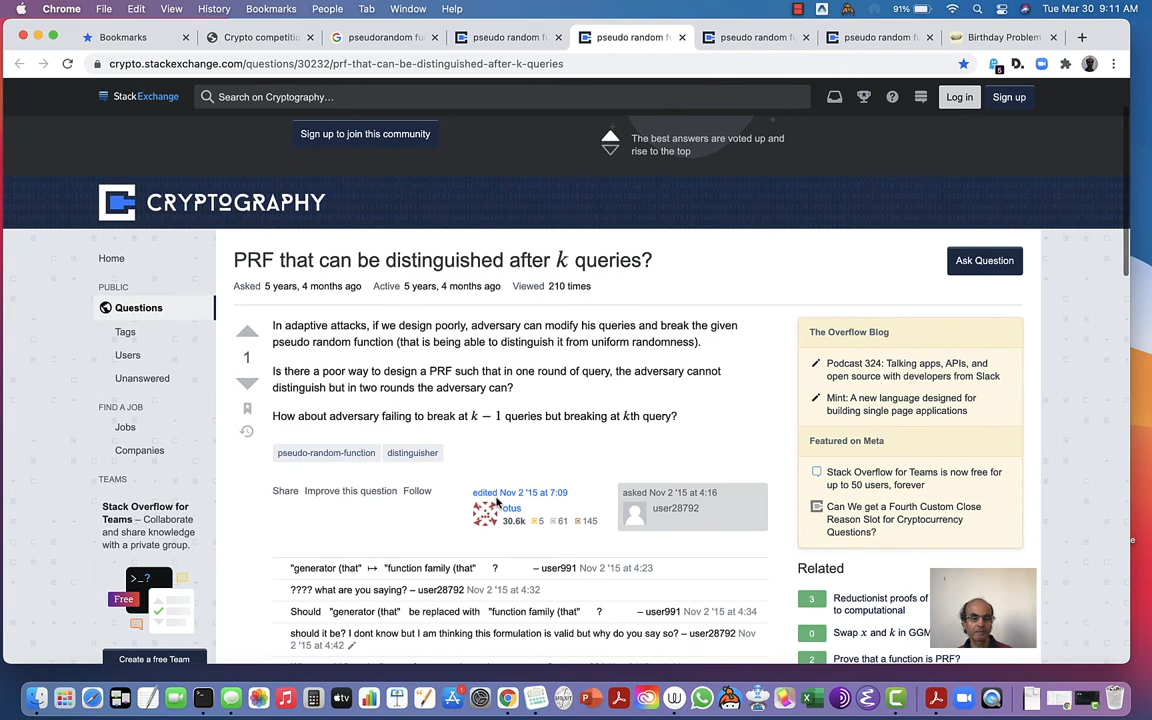 Chrome File Edit View History Bookmarks People Tab Window Help 91% Tue Mar 30 9:11 AM
Bookmarks Crypto competitio pseudorandom fun pseudo random f pseudo random f pseudo random f pseudo random f Birthday Problem
crypto.stackexchange.com/questions/30232/prf-that-can-be-distinguished-after-k-queries
StackExchange Search on Cryptography… Log in Sign up
Sign up to join this community
The best answers are voted up and
rise to the top
CRYPTOGRAPHY
Home
PUBLIC
Questions
Tags
Users
Unanswered
FIND A JOB
Jobs
Companies
TEAMS
Stack Overflow for
Teams – Collaborate
and share knowledge
with a private group.
>_?
Free
Create a free Team
PRF that can be distinguished after k queries?
Ask Question
Asked 5 years, 4 months ago Active 5 years, 4 months ago Viewed 210 times
1
In adaptive attacks, if we design poorly, adversary can modify his queries and break the given
pseudo random function (that is being able to distinguish it from uniform randomness).
Is there a poor way to design a PRF such that in one round of query, the adversary cannot
distinguish but in two rounds the adversary can?
How about adversary failing to break at k − 1 queries but breaking at kth query?
pseudo-random-function distinguisher
Share Improve this question Follow
edited Nov 2 '15 at 7:09
otus
30.6k 5 61 145
asked Nov 2 '15 at 4:16
user28792
"generator (that" ↦ "function family (that" ? – user991 Nov 2 '15 at 4:23
???? what are you saying? – user28792 Nov 2 '15 at 4:32
Should "generator (that" be replaced with "function family (that" ? – user991 Nov 2 '15 at 4:34
should it be? I dont know but I am thinking this formulation is valid but why do you say so? – user28792 Nov
2 '15 at 4:42
The Overflow Blog
Podcast 324: Talking apps, APIs, and
open source with developers from Slack
Mint: A new language designed for
building single page applications
Featured on Meta
Stack Overflow for Teams is now free for
up to 50 users, forever
Can We Get a Fourth Custom Close
Reason Slot for Cryptocurrency
Questions?
Related
3 Reductionist proofs of
to computational
0 Swap x and k in GGM
2 Prove that a function is PRF?